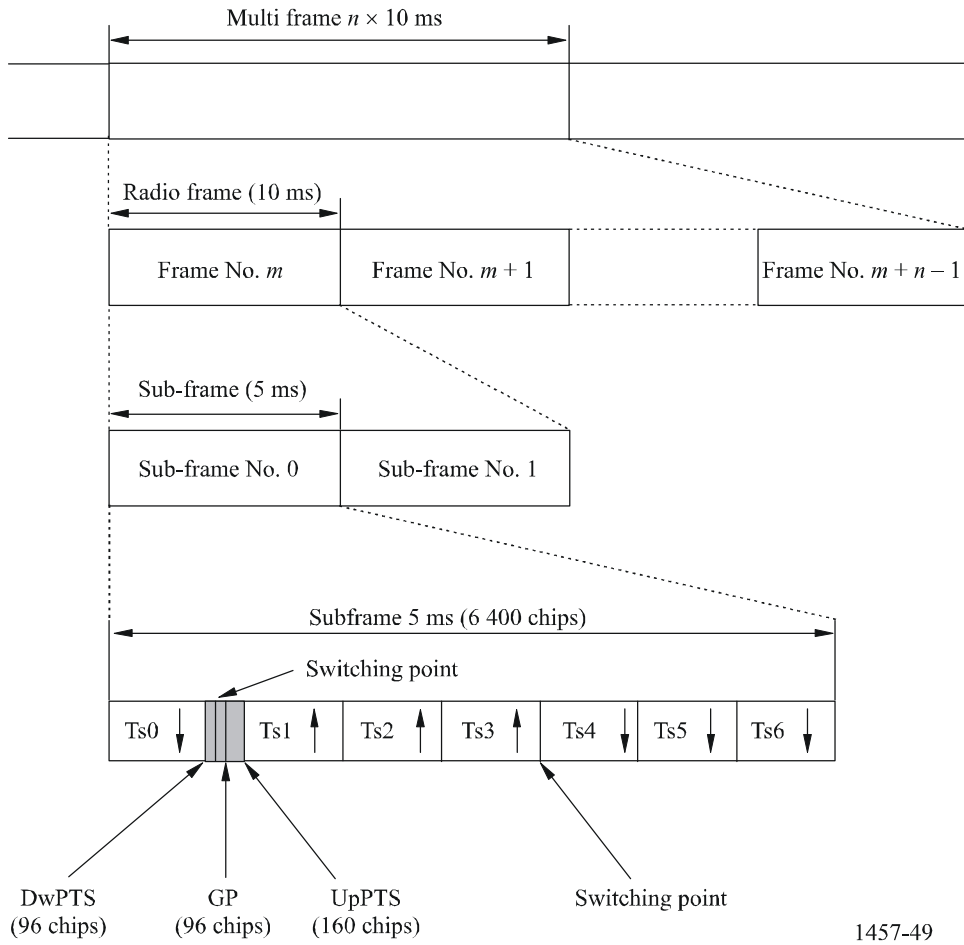 Multi frame n × 10 ms
Radio frame (10 ms)
Frame No. m
Frame No. m + 1
Frame No. m + n – 1
Sub-frame (5 ms)
Sub-frame No. 0
Sub-frame No. 1
Subframe 5 ms (6 400 chips)
Switching point
Ts0
Ts1
Ts2
Ts3
Ts4
Ts5
Ts6
DwPTS
(96 chips)
GP
(96 chips)
UpPTS
(160 chips)
Switching point
1457-49